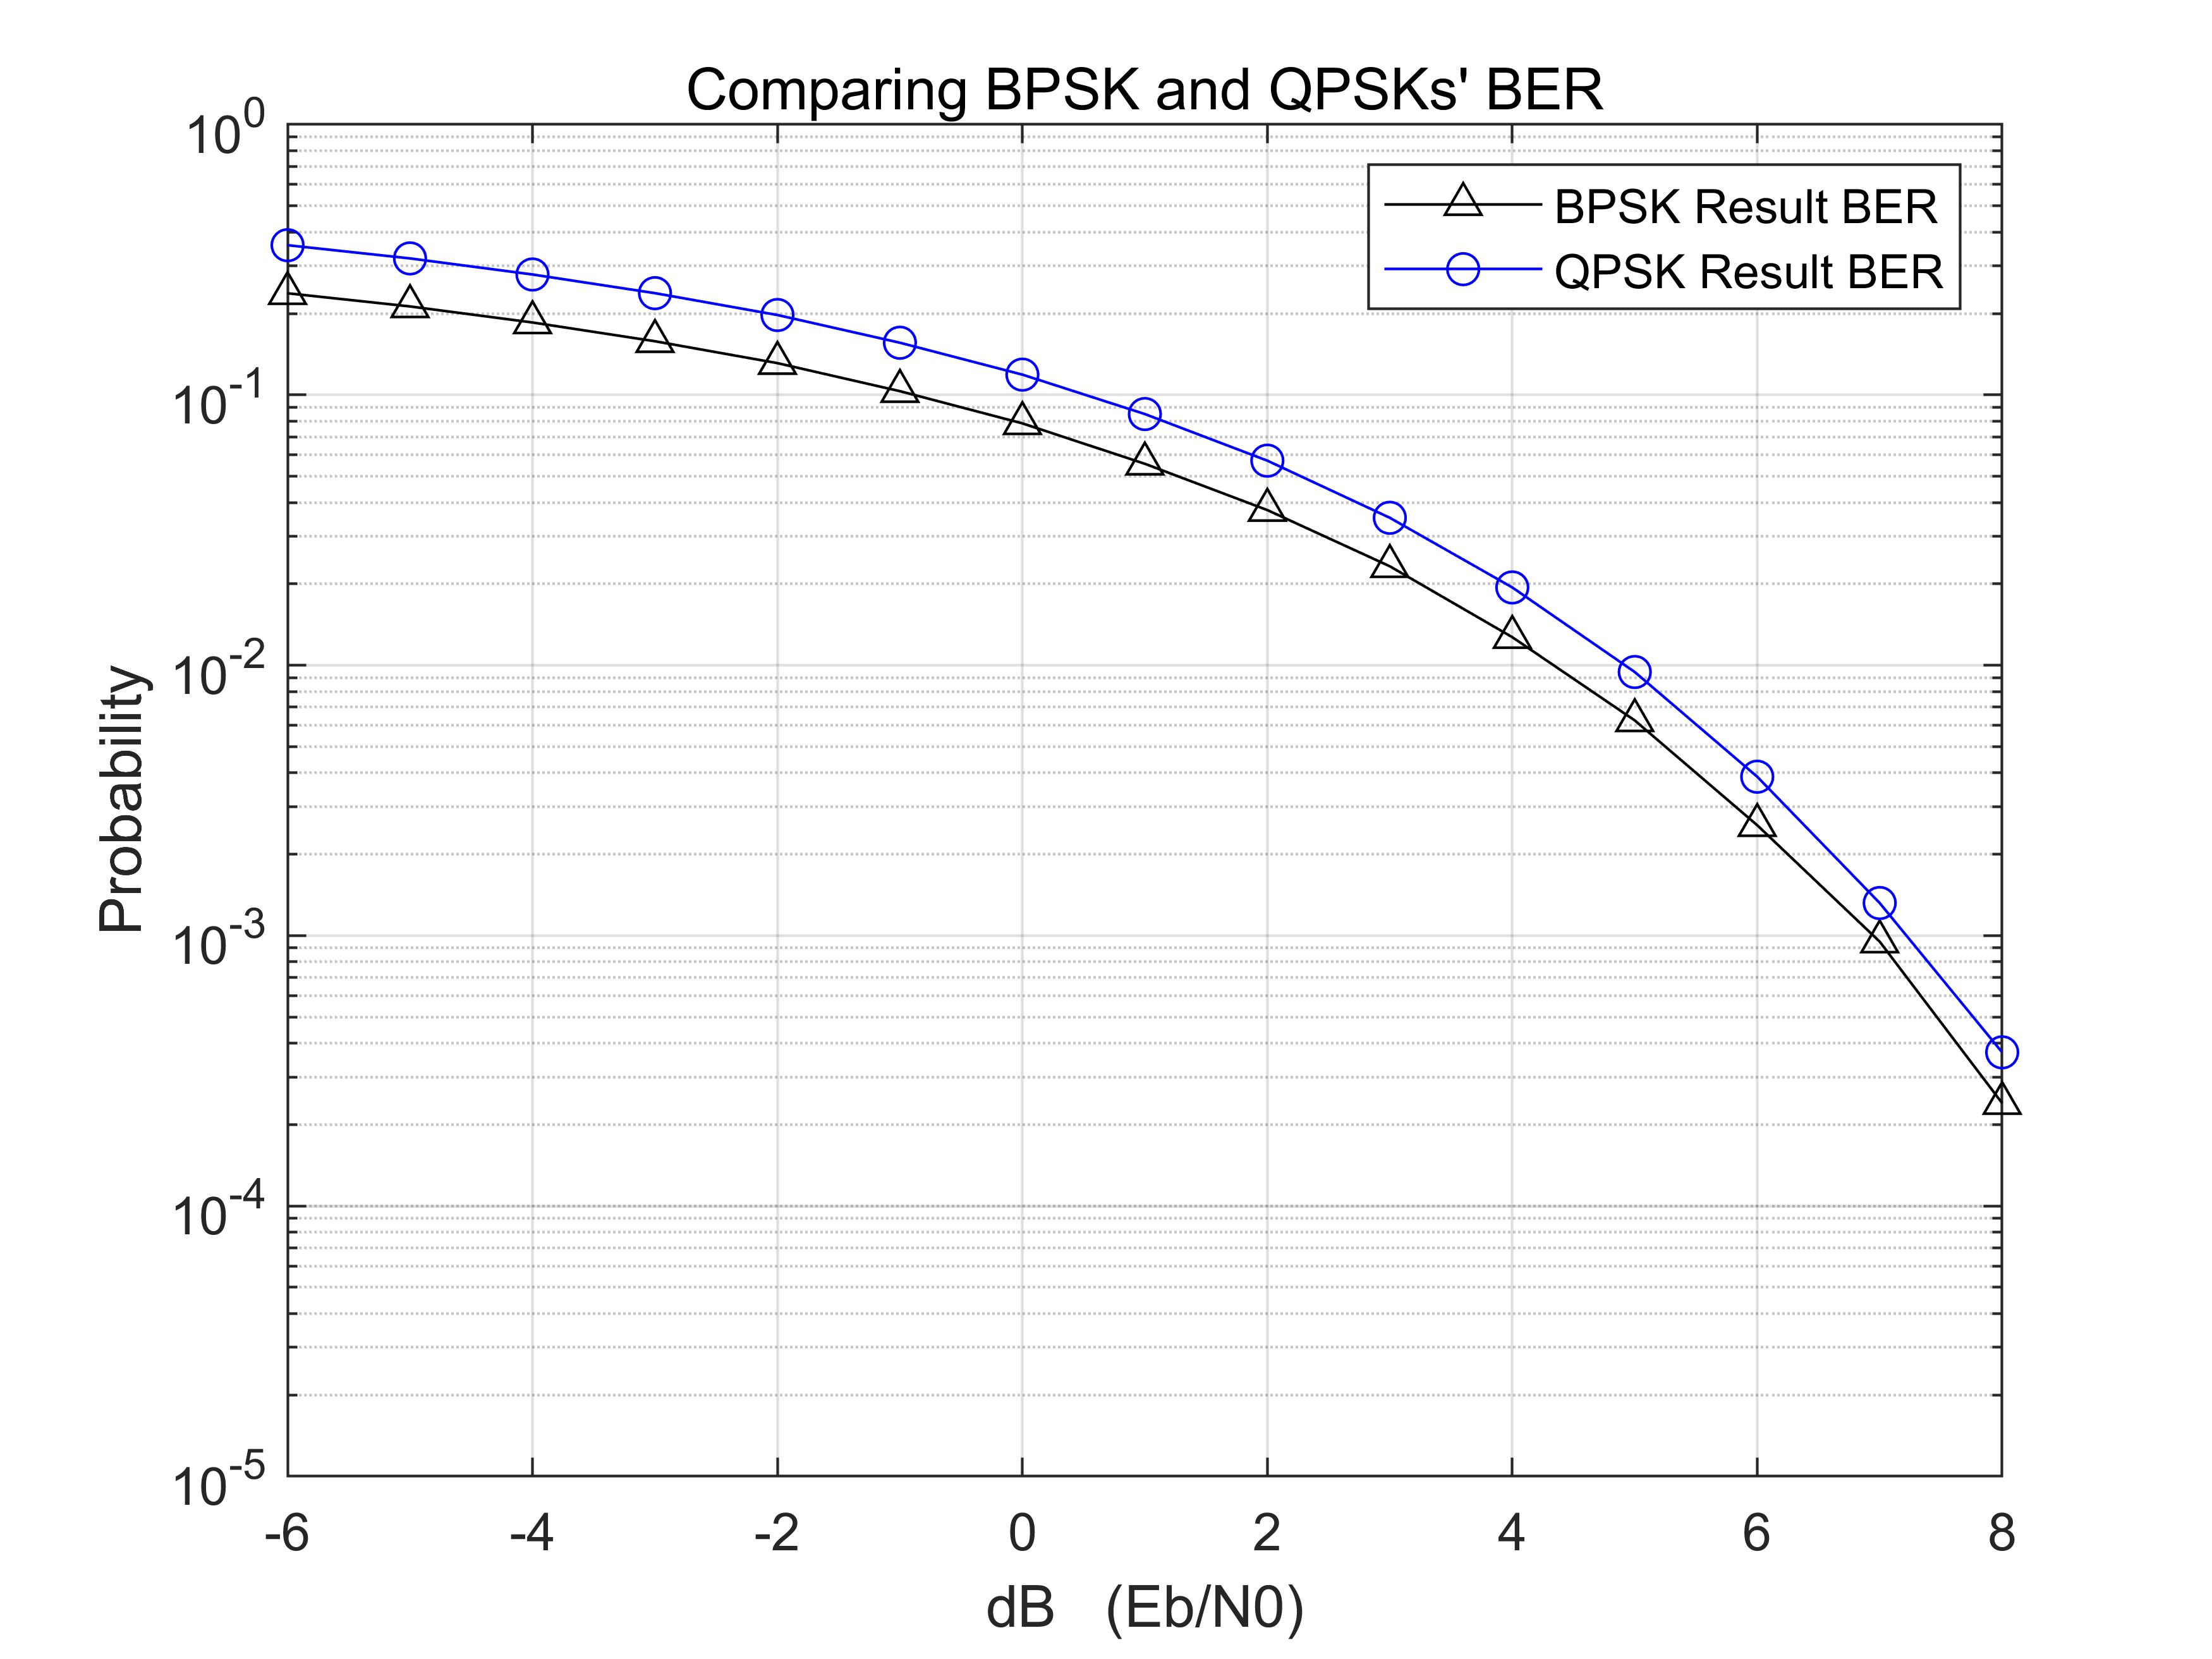 Comparing BPSK and QPSKs' BER
BPSK Result BER
QPSK Result BER
Probability
10^0
10^-1
10^-2
10^-3
10^-4
10^-5
-6 -4 -2 0 2 4 6 8
dB (Eb/N0)